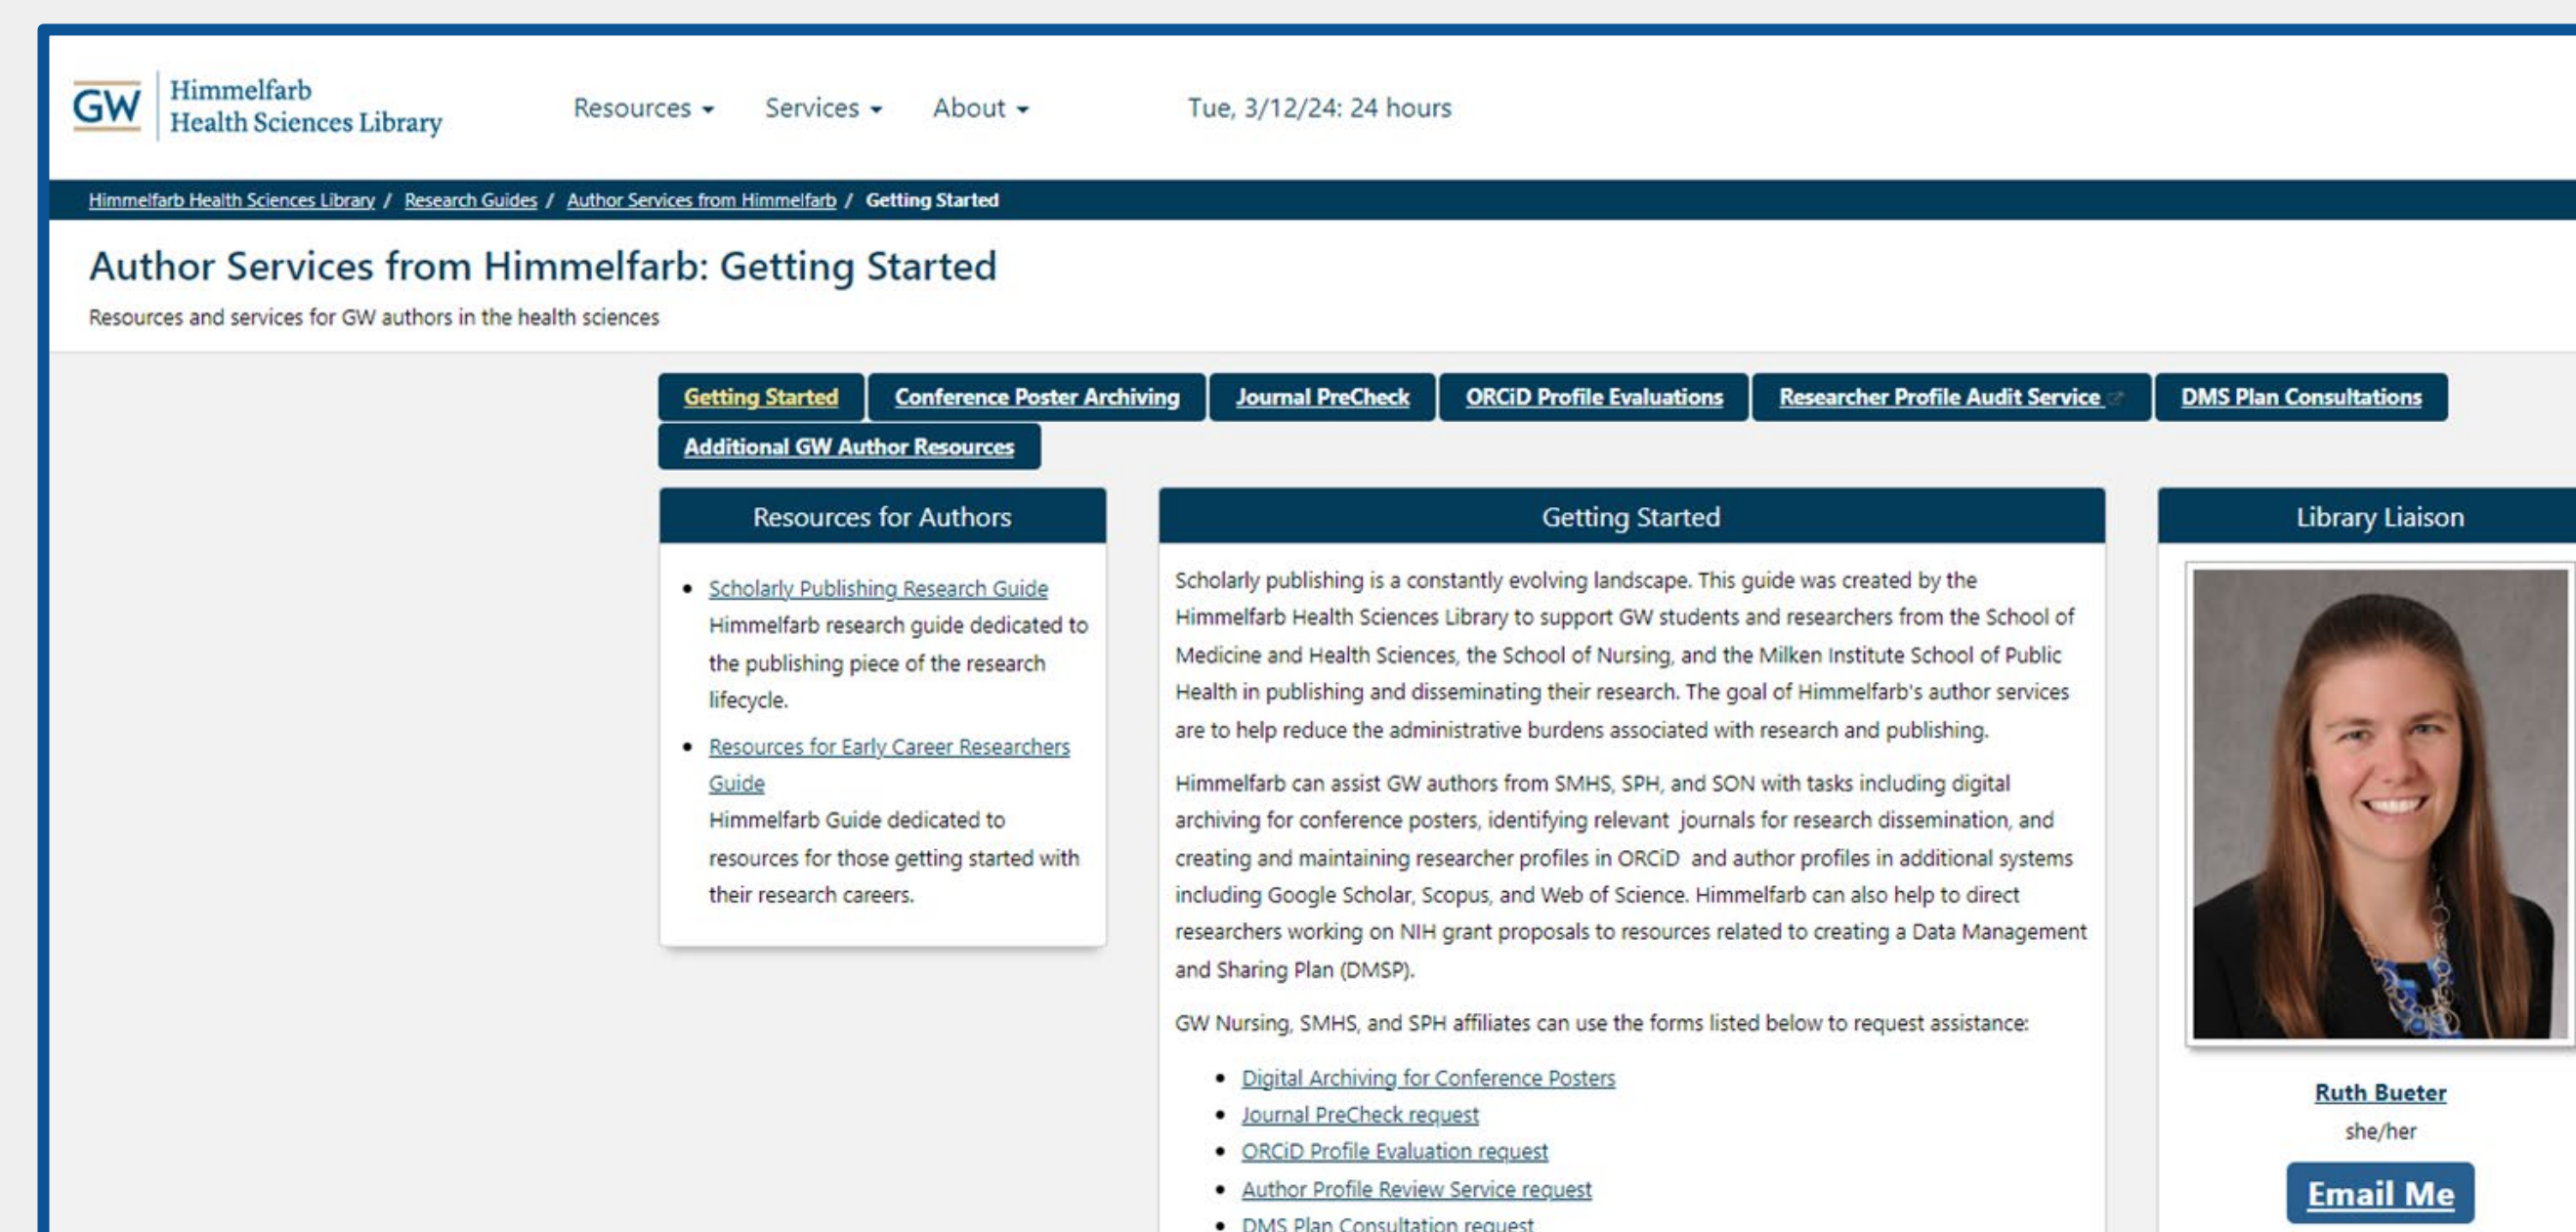 GW
Himmelfarb
Health Sciences Library
Resources
Services
About
Tue, 3/12/24: 24 hours
Himmelfarb Health Sciences Library / Research Guides / Author Services from Himmelfarb / Getting Started
Author Services from Himmelfarb: Getting Started
Resources and services for GW authors in the health sciences
Getting Started
Conference Poster Archiving
Journal PreCheck
ORCiD Profile Evaluations
Researcher Profile Audit Service
DMS Plan Consultations
Additional GW Author Resources
Resources for Authors
• Scholarly Publishing Research Guide
Himmelfarb research guide dedicated to
the publishing piece of the research
lifecycle.
• Resources for Early Career Researchers
Guide
Himmelfarb Guide dedicated to
resources for those getting started with
their research careers.
Getting Started
Scholarly publishing is a constantly evolving landscape. This guide was created by the
Himmelfarb Health Sciences Library to support GW students and researchers from the School of
Medicine and Health Sciences, the School of Nursing, and the Milken Institute School of Public
Health in publishing and disseminating their research. The goal of Himmelfarb's author services
are to help reduce the administrative burdens associated with research and publishing.
Himmelfarb can assist GW authors from SMHS, SPH, and SON with tasks including digital
archiving for conference posters, identifying relevant journals for research dissemination, and
creating and maintaining researcher profiles in ORCiD and author profiles in additional systems
including Google Scholar, Scopus, and Web of Science. Himmelfarb can also help to direct
researchers working on NIH grant proposals to resources related to creating a Data Management
and Sharing Plan (DMSP).
GW Nursing, SMHS, and SPH affiliates can use the forms listed below to request assistance:
• Digital Archiving for Conference Posters
• Journal PreCheck request
• ORCiD Profile Evaluation request
• Author Profile Review Service request
• DMS Plan Consultation request
Library Liaison
Ruth Bueter
she/her
Email Me